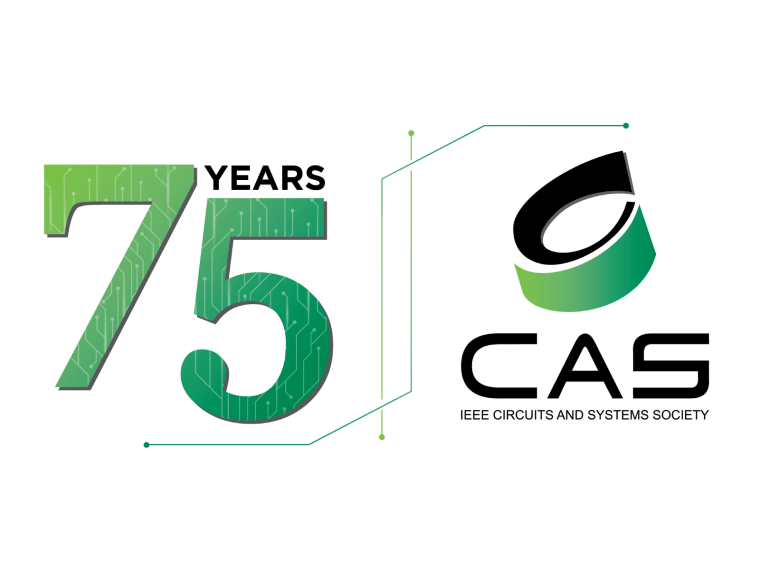 75
YEARS
CAS
IEEE CIRCUITS AND SYSTEMS SOCIETY